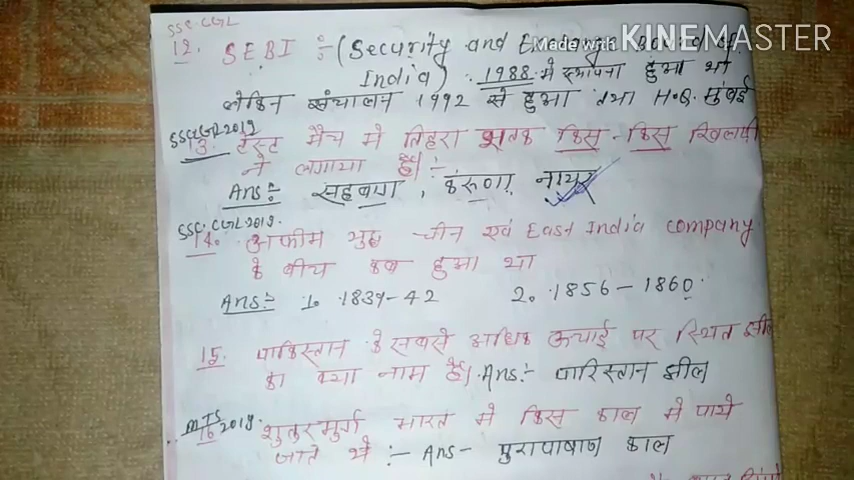 SSC.CGL
12. SEBI :- (Security and Exchange Board of
India) . 1988 में स्थापना हुआ था
लेकिन संचालन 1992 से हुआ तथा H.Q. मुंबई
Made with KINEMASTER
SSC CGL 2019
13. टेस्ट मैच में तिहरा शतक किस-किस खिलाड़ी
ने लगाया है। :-
Ans :- सहवाग , करूण नायर
SSC.CGL 2019.
14. अफीम युद्ध चीन एवं East India company
के बीच कब हुआ था
Ans :- 1. 1839-42 2. 1856-1860.
15. पाकिस्तान के सबसे अधिक ऊचाई पर स्थित झील
का क्या नाम है। Ans :- पारिस्तान झील
MTS 2019
16. शुतुरमुर्ग भारत में किस काल में पाये
जाते थे :- Ans - पुरापाषाण काल